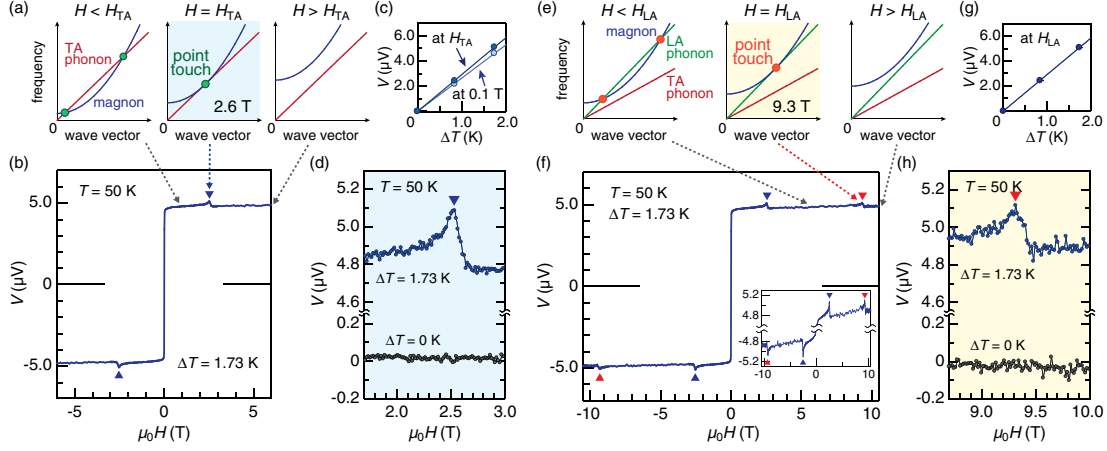 (a)
H < H_TA
H = H_TA
H > H_TA
TA
phonon
magnon
point
touch
2.6 T
frequency
wave vector
wave vector
wave vector
(c)
6.0
4.0
2.0
0
V (μV)
at H_TA
at 0.1 T
0
1.0
2.0
ΔT (K)
(e)
H < H_LA
H = H_LA
H > H_LA
magnon
LA
phonon
TA
phonon
point
touch
9.3 T
frequency
wave vector
wave vector
wave vector
(g)
6.0
4.0
2.0
0
V (μV)
at H_LA
0
1.0
2.0
ΔT (K)
(b)
T = 50 K
5.0
0
-5.0
V (μV)
ΔT = 1.73 K
-5
0
5
μ0H (T)
(d)
5.2
T = 50 K
5.0
4.8
ΔT = 1.73 K
4.6
V (μV)
0.2
ΔT = 0 K
0
-0.2
2.0
2.5
3.0
μ0H (T)
(f)
T = 50 K
ΔT = 1.73 K
5.0
0
-5.0
V (μV)
5.2
4.8
-4.8
-5.2
-10
0
10
-10
-5
0
5
10
μ0H (T)
(h)
5.2
T = 50 K
5.0
4.8
ΔT = 1.73 K
4.6
V (μV)
0.2
ΔT = 0 K
0
-0.2
9.0
9.5
10.0
μ0H (T)